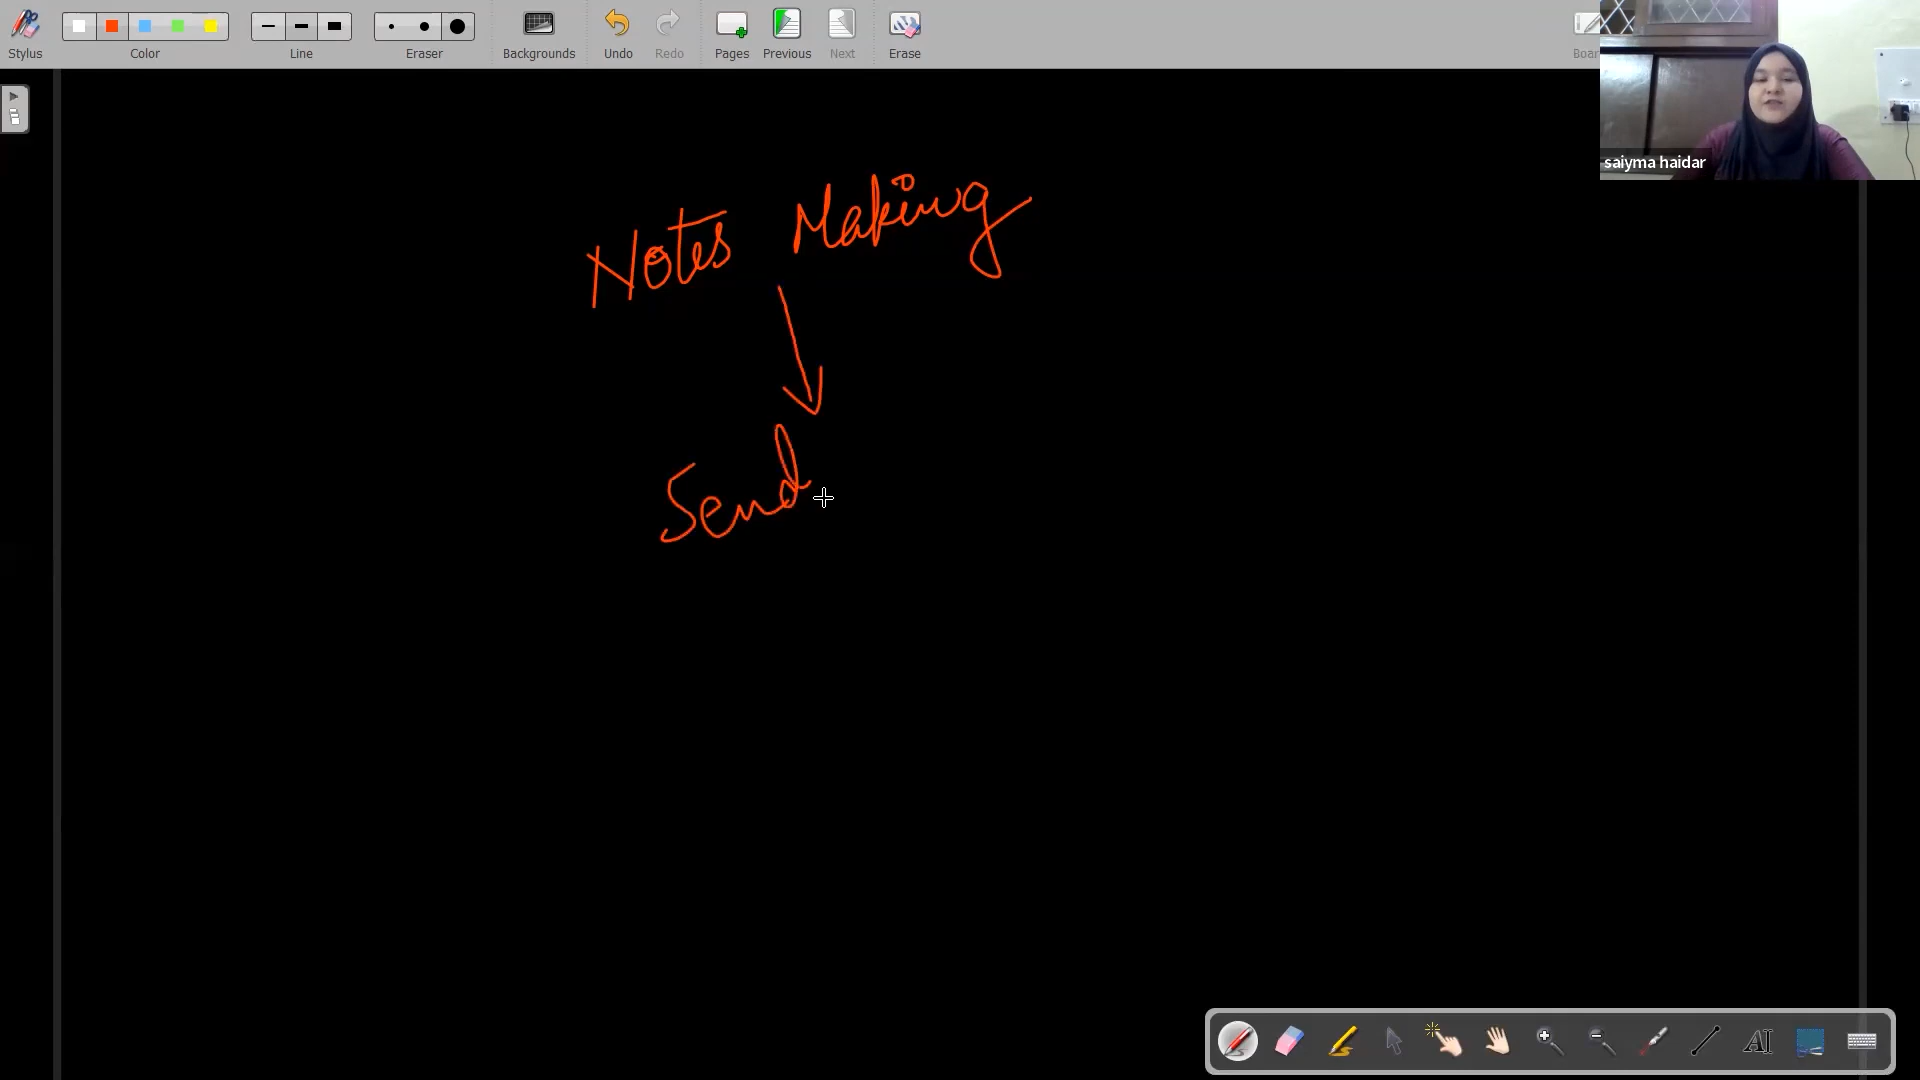 Stylus Color Line Eraser Backgrounds Undo Redo Pages Previous Next Erase
saiyma haidar
Notes Making
Send